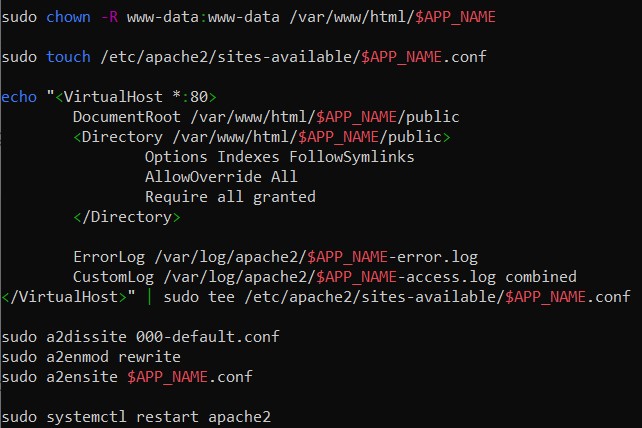 sudo chown -R www-data:www-data /var/www/html/$APP_NAME
sudo touch /etc/apache2/sites-available/$APP_NAME.conf
echo "<VirtualHost *:80>
DocumentRoot /var/www/html/$APP_NAME/public
<Directory /var/www/html/$APP_NAME/public>
Options Indexes FollowSymlinks
AllowOverride All
Require all granted
</Directory>
ErrorLog /var/log/apache2/$APP_NAME-error.log
CustomLog /var/log/apache2/$APP_NAME-access.log combined
</VirtualHost>" | sudo tee /etc/apache2/sites-available/$APP_NAME.conf
sudo a2dissite 000-default.conf
sudo a2enmod rewrite
sudo a2ensite $APP_NAME.conf
sudo systemctl restart apache2